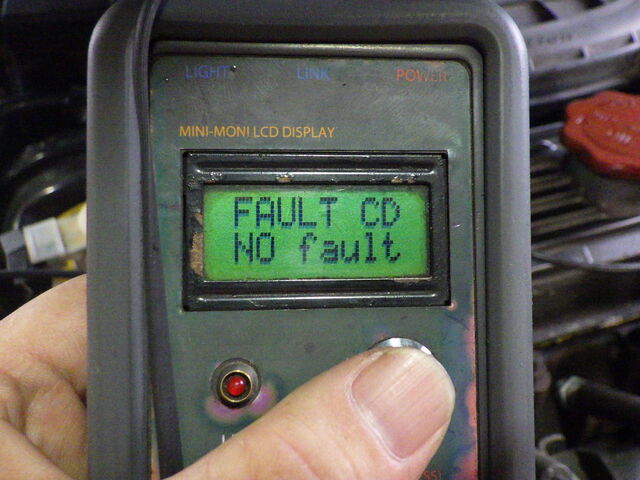 LIGHT LINK POWER
MINI-MONI LCD DISPLAY
FAULT CD
NO fault